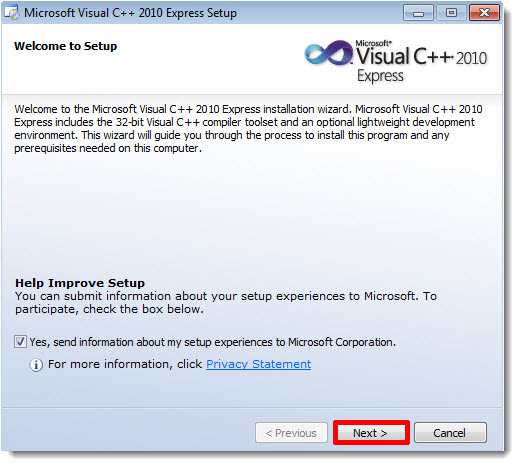 Microsoft Visual C++ 2010 Express Setup
Welcome to Setup
Microsoft®
Visual C++ 2010
Express
Welcome to the Microsoft Visual C++ 2010 Express installation wizard. Microsoft Visual C++ 2010
Express includes the 32-bit Visual C++ compiler toolset and an optional lightweight development
environment. This wizard will guide you through the process to install this program and any
prerequisites needed on this computer.
Help Improve Setup
You can submit information about your setup experiences to Microsoft. To
participate, check the box below.
Yes, send information about my setup experiences to Microsoft Corporation.
For more information, click Privacy Statement
< Previous Next > Cancel